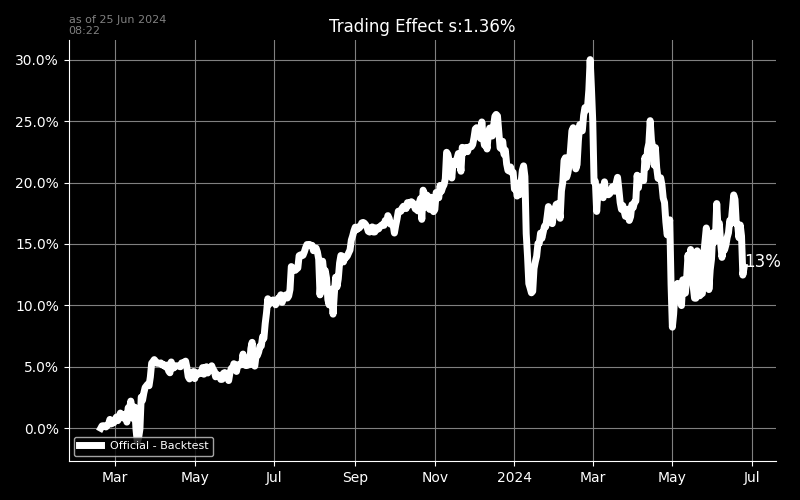 as of 25 Jun 2024
08:22
Trading Effect s:1.36%
30.0%
25.0%
20.0%
15.0%
10.0%
5.0%
0.0%
13%
Official - Backtest
Mar May Jul Sep Nov 2024 Mar May Jul